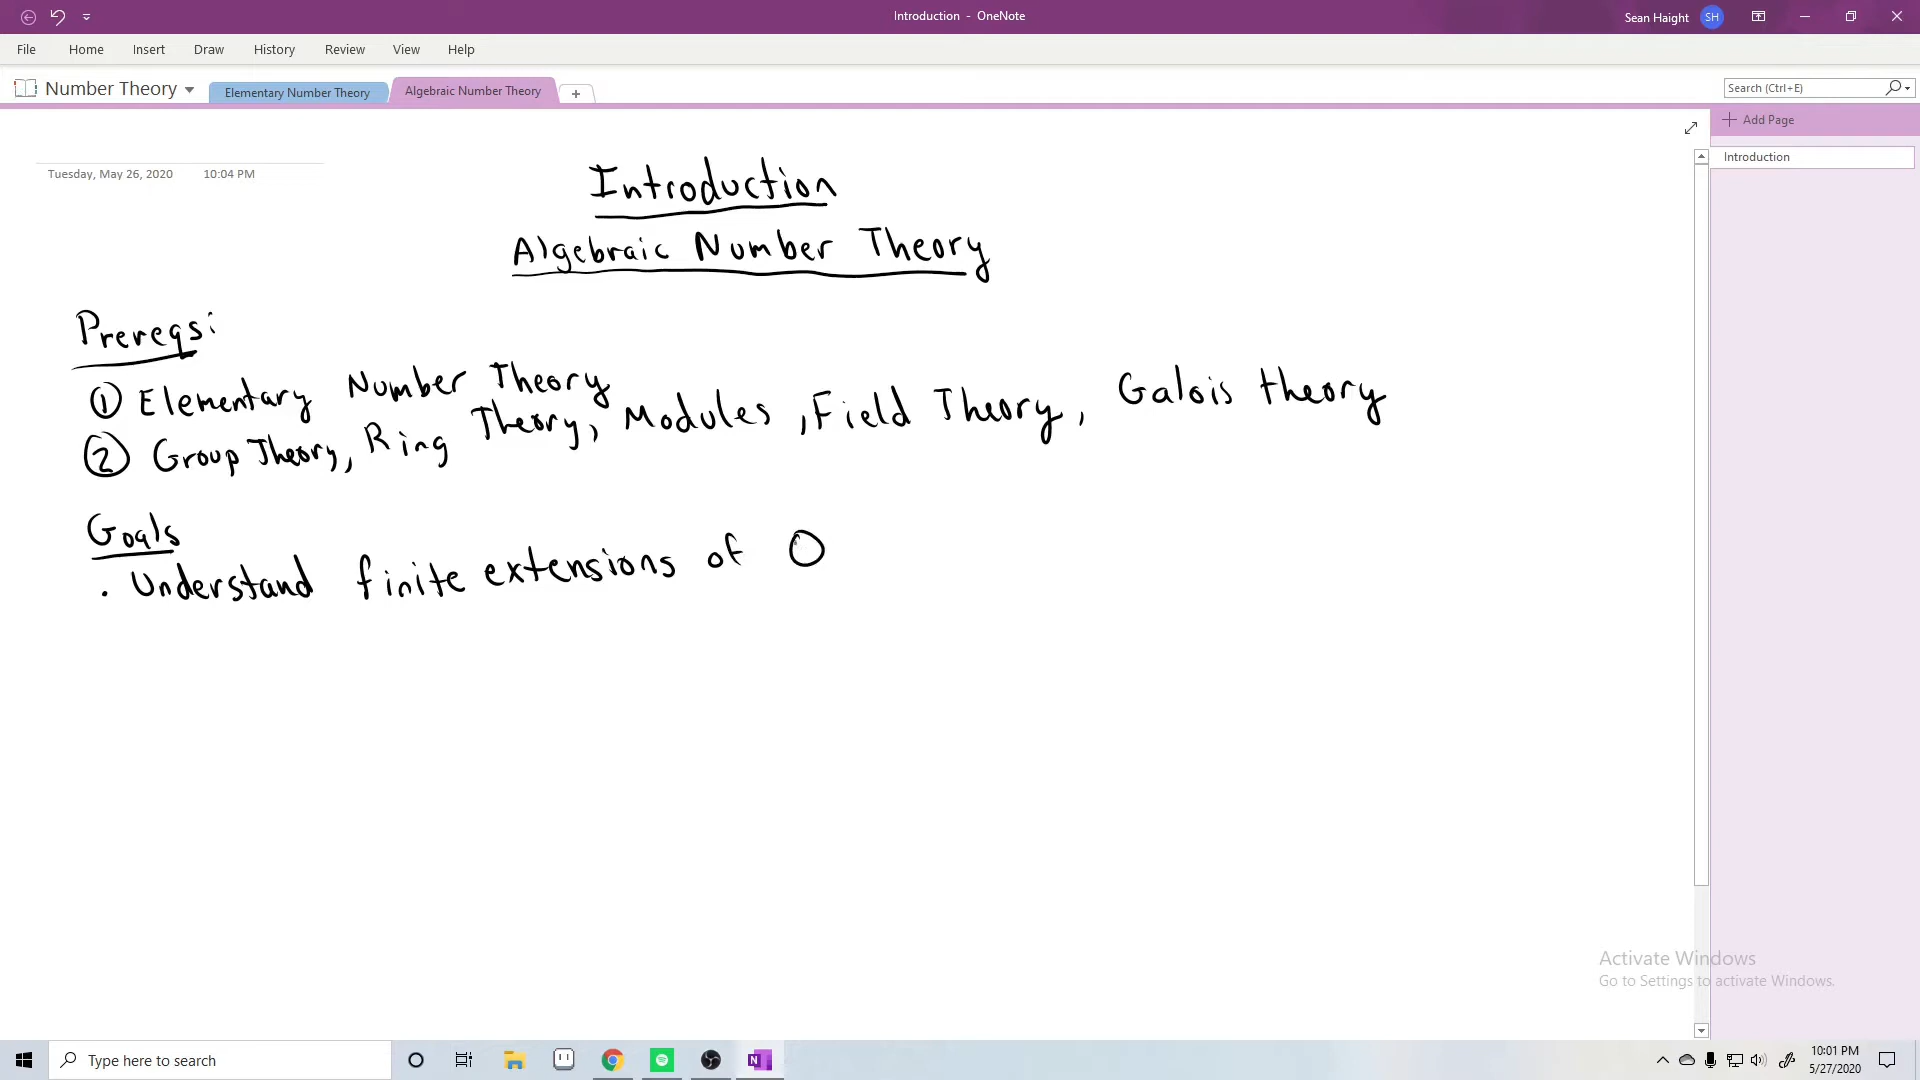 Introduction - OneNote
Sean Haight SH
File Home Insert Draw History Review View Help
Number Theory Elementary Number Theory Algebraic Number Theory
Search (Ctrl+E)
Add Page
Introduction
Tuesday, May 26, 2020 10:04 PM
Introduction
Algebraic Number Theory
Prereqs:
① Elementary Number Theory
② Group Theory, Ring Theory, Modules, Field Theory, Galois theory
Goals
· Understand finite extensions of O
Activate Windows
Go to Settings to activate Windows.
Type here to search
10:01 PM
5/27/2020